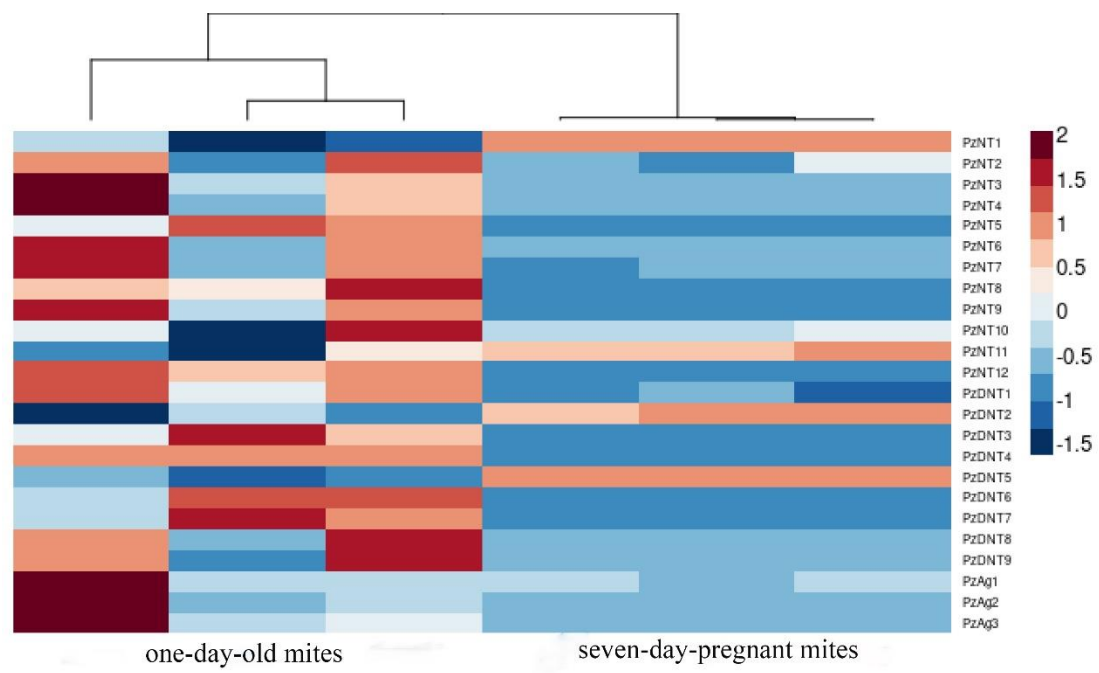 PzNT1
PzNT2
PzNT3
PzNT4
PzNT5
PzNT6
PzNT7
PzNT8
PzNT9
PzNT10
PzNT11
PzNT12
PzDNT1
PzDNT2
PzDNT3
PzDNT4
PzDNT5
PzDNT6
PzDNT7
PzDNT8
PzDNT9
PzAg1
PzAg2
PzAg3
2
1.5
1
0.5
0
-0.5
-1
-1.5
one-day-old mites
seven-day-pregnant mites